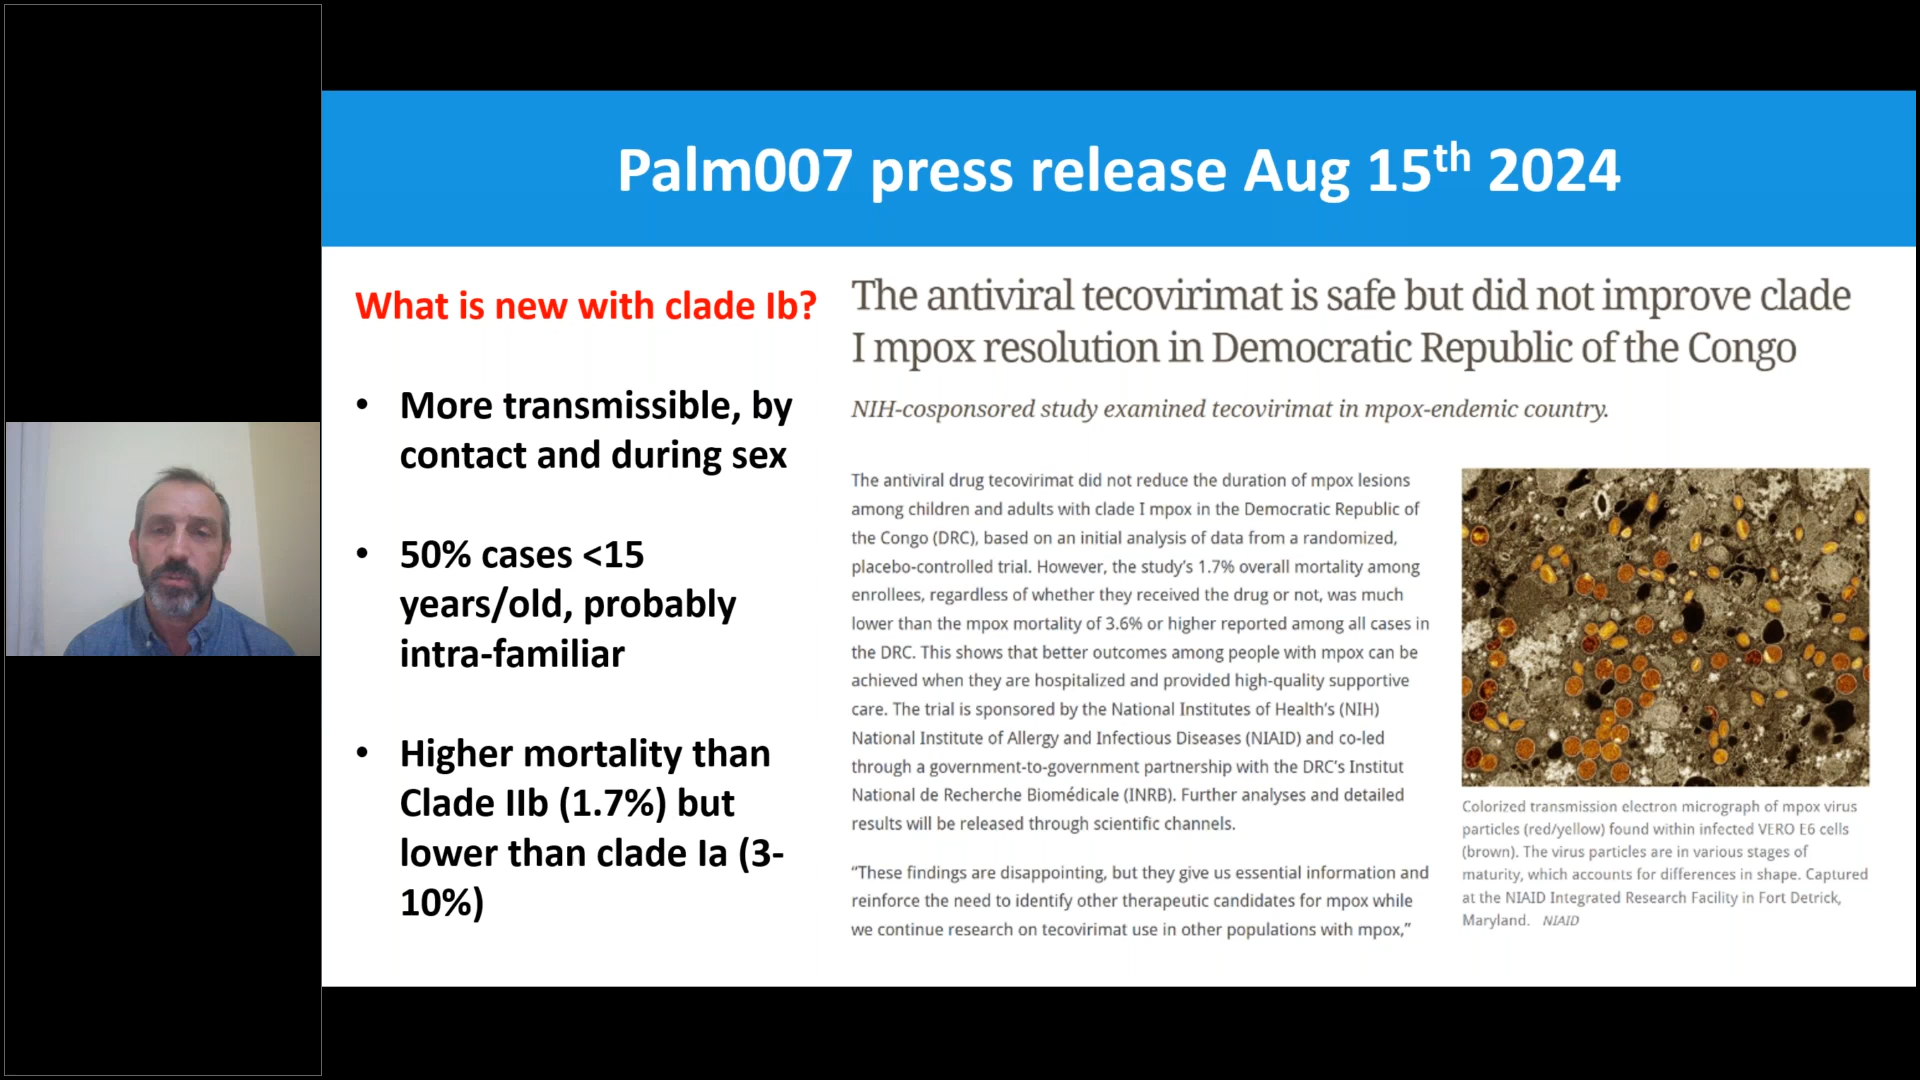 Palm007 press release Aug 15th 2024
What is new with clade Ib?
• More transmissible, by
contact and during sex
• 50% cases <15
years/old, probably
intra-familiar
• Higher mortality than
Clade IIb (1.7%) but
lower than clade Ia (3-
10%)
The antiviral tecovirimat is safe but did not improve clade
I mpox resolution in Democratic Republic of the Congo
NIH-cosponsored study examined tecovirimat in mpox-endemic country.
The antiviral drug tecovirimat did not reduce the duration of mpox lesions
among children and adults with clade I mpox in the Democratic Republic of
the Congo (DRC), based on an initial analysis of data from a randomized,
placebo-controlled trial. However, the study’s 1.7% overall mortality among
enrollees, regardless of whether they received the drug or not, was much
lower than the mpox mortality of 3.6% or higher reported among all cases in
the DRC. This shows that better outcomes among people with mpox can be
achieved when they are hospitalized and provided high-quality supportive
care. The trial is sponsored by the National Institutes of Health’s (NIH)
National Institute of Allergy and Infectious Diseases (NIAID) and co-led
through a government-to-government partnership with the DRC’s Institut
National de Recherche Biomédicale (INRB). Further analyses and detailed
results will be released through scientific channels.
“These findings are disappointing, but they give us essential information and
reinforce the need to identify other therapeutic candidates for mpox while
we continue research on tecovirimat use in other populations with mpox,”
Colorized transmission electron micrograph of mpox virus
particles (red/yellow) found within infected VERO E6 cells
(brown). The virus particles are in various stages of
maturity, which accounts for differences in shape. Captured
at the NIAID Integrated Research Facility in Fort Detrick,
Maryland. NIAID